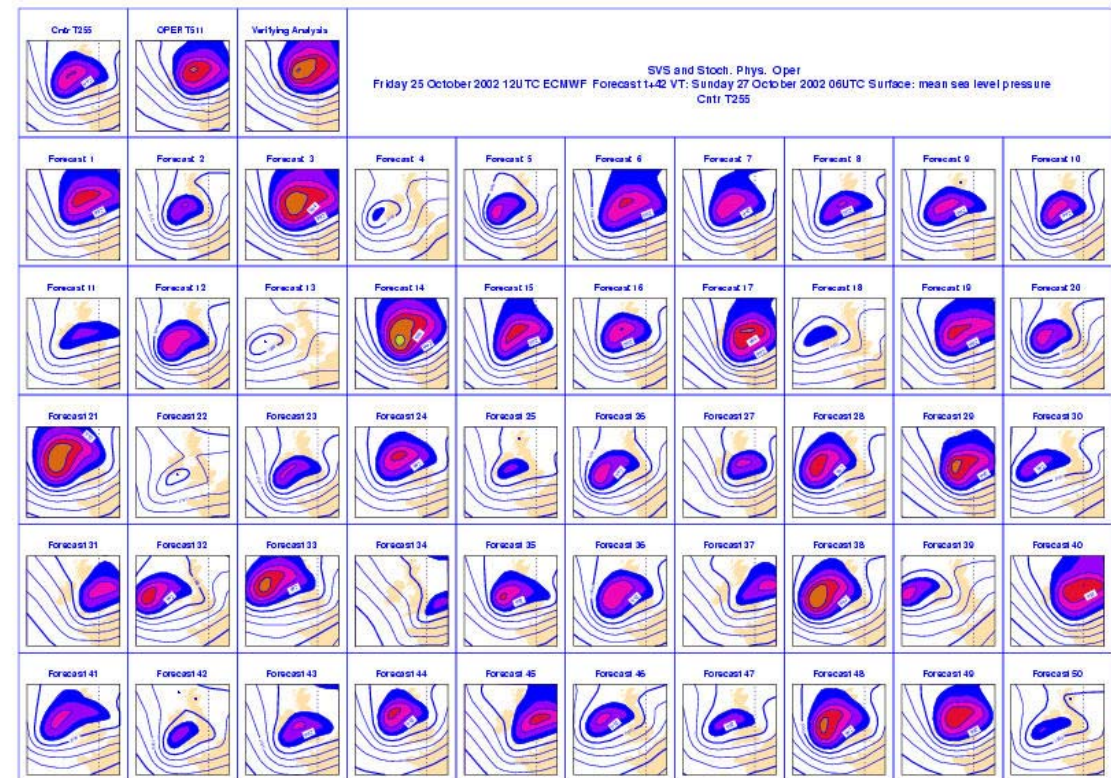 Cntr T255
OPER T511
Verifying Analysis
SVS and Stoch. Phys. Oper
Friday 25 October 2002 12UTC ECMWF Forecast t+42 VT: Sunday 27 October 2002 06UTC Surface: mean sea level pressure
Cntr T255
Forecast 1
Forecast 2
Forecast 3
Forecast 4
Forecast 5
Forecast 6
Forecast 7
Forecast 8
Forecast 9
Forecast 10
Forecast 11
Forecast 12
Forecast 13
Forecast 14
Forecast 15
Forecast 16
Forecast 17
Forecast 18
Forecast 19
Forecast 20
Forecast 21
Forecast 22
Forecast 23
Forecast 24
Forecast 25
Forecast 26
Forecast 27
Forecast 28
Forecast 29
Forecast 30
Forecast 31
Forecast 32
Forecast 33
Forecast 34
Forecast 35
Forecast 36
Forecast 37
Forecast 38
Forecast 39
Forecast 40
Forecast 41
Forecast 42
Forecast 43
Forecast 44
Forecast 45
Forecast 46
Forecast 47
Forecast 48
Forecast 49
Forecast 50